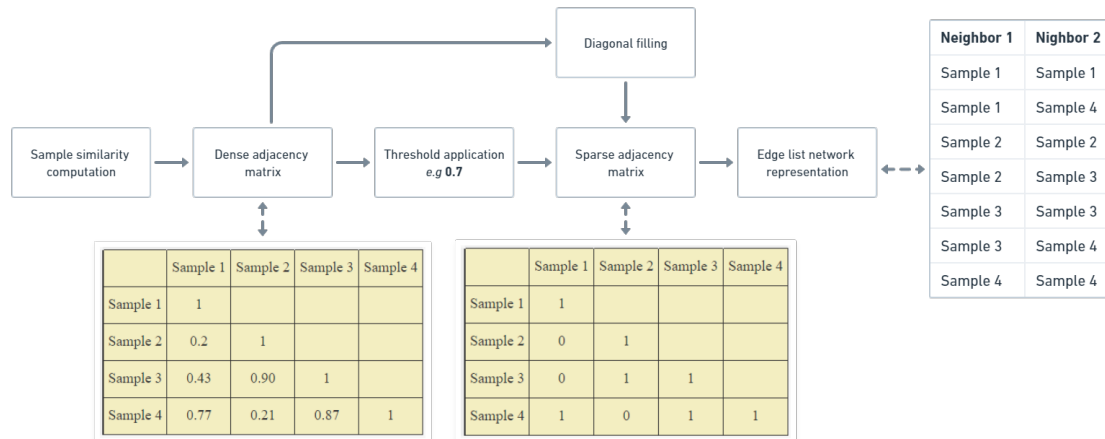 Diagonal filling
Sample similarity
computation
Dense adjacency
matrix
Threshold application
e.g 0.7
Sparse adjacency
matrix
Edge list network
representation
Neighbor 1 Nighbor 2
Sample 1 Sample 1
Sample 1 Sample 4
Sample 2 Sample 2
Sample 2 Sample 3
Sample 3 Sample 3
Sample 3 Sample 4
Sample 4 Sample 4
Sample 1 Sample 2 Sample 3 Sample 4
Sample 1 1
Sample 2 0.2 1
Sample 3 0.43 0.90 1
Sample 4 0.77 0.21 0.87 1
Sample 1 Sample 2 Sample 3 Sample 4
Sample 1 1
Sample 2 0 1
Sample 3 0 1 1
Sample 4 1 0 1 1